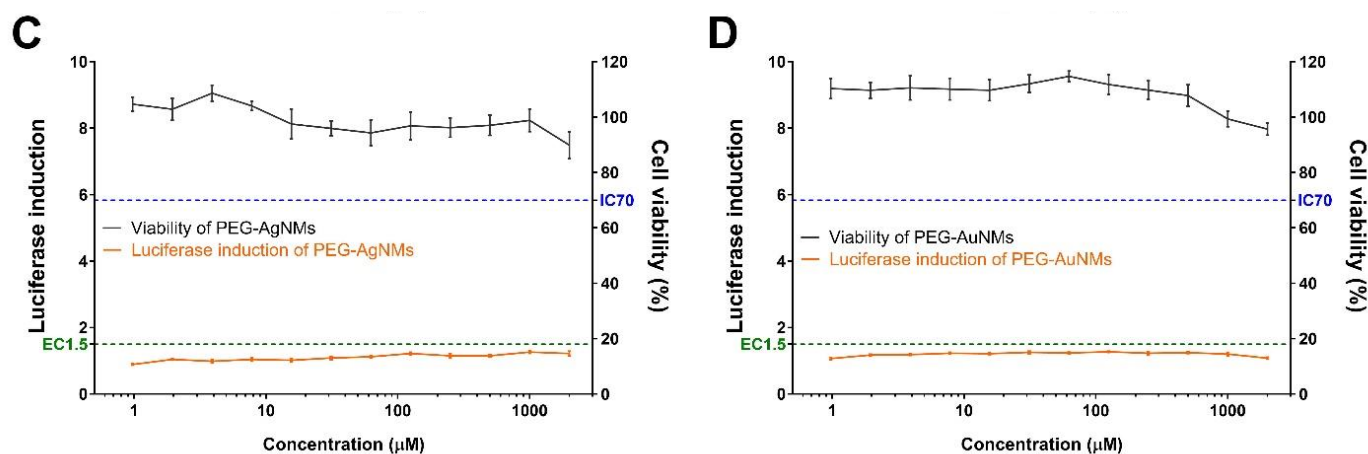 C
10
8
6
4
2
0
Luciferase induction
EC1.5
120
100
80
60
40
20
0
Cell viability (%)
IC70
Viability of PEG-AgNMs
Luciferase induction of PEG-AgNMs
1 10 100 1000
Concentration (μM)
D
10
8
6
4
2
0
Luciferase induction
EC1.5
120
100
80
60
40
20
0
Cell viability (%)
IC70
Viability of PEG-AuNMs
Luciferase induction of PEG-AuNMs
1 10 100 1000
Concentration (μM)